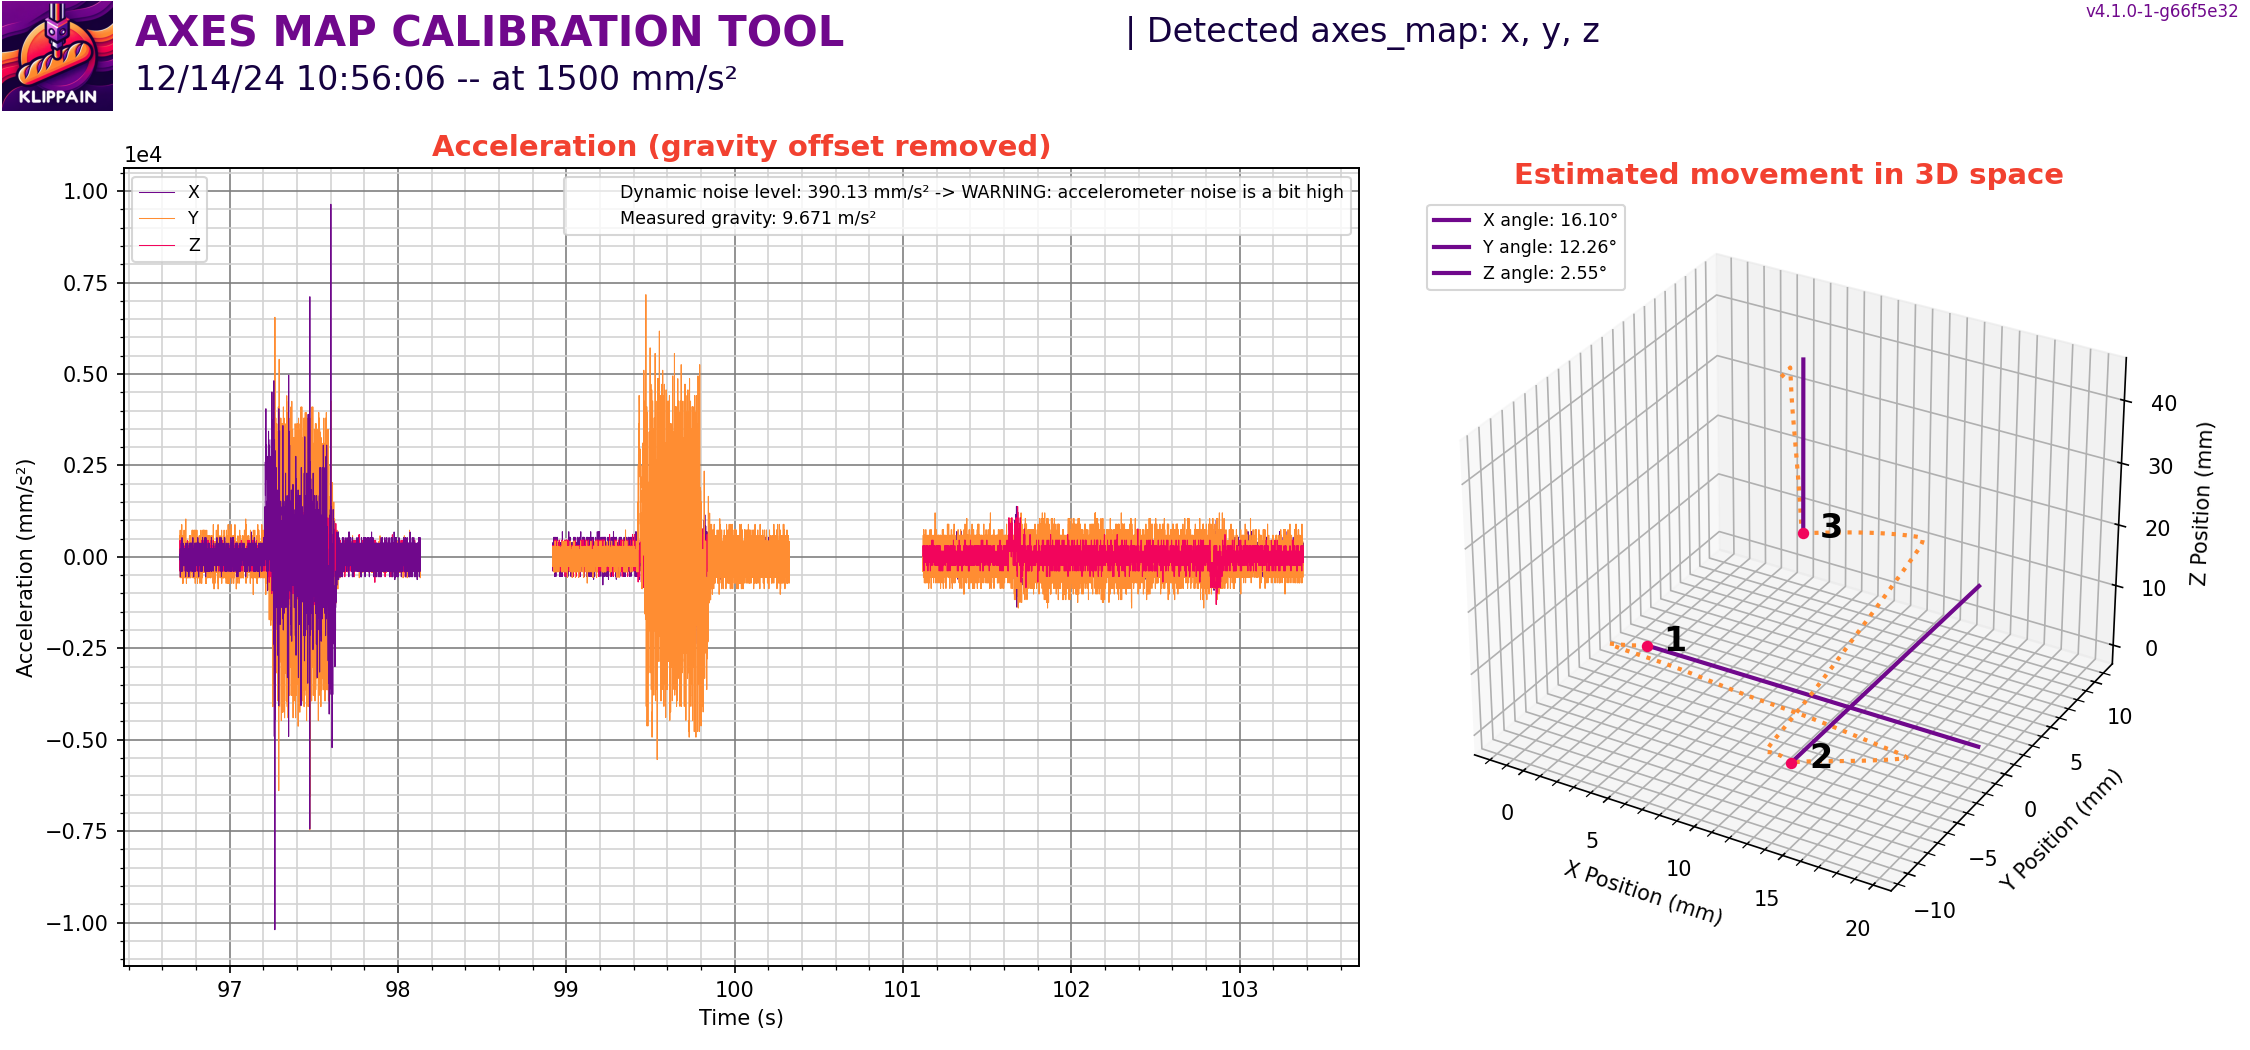 KLIPPAIN
AXES MAP CALIBRATION TOOL
12/14/24 10:56:06 -- at 1500 mm/s²
| Detected axes_map: x, y, z
v4.1.0-1-g66f5e32
Acceleration (gravity offset removed)
1e4
X
Y
Z
Dynamic noise level: 390.13 mm/s² -> WARNING: accelerometer noise is a bit high
Measured gravity: 9.671 m/s²
1.00
0.75
0.50
0.25
0.00
−0.25
−0.50
−0.75
−1.00
Acceleration (mm/s²)
97
98
99
100
101
102
103
Time (s)
Estimated movement in 3D space
X angle: 16.10°
Y angle: 12.26°
Z angle: 2.55°
1
2
3
0
5
10
15
20
X Position (mm)
−10
−5
0
5
10
Y Position (mm)
0
10
20
30
40
Z Position (mm)